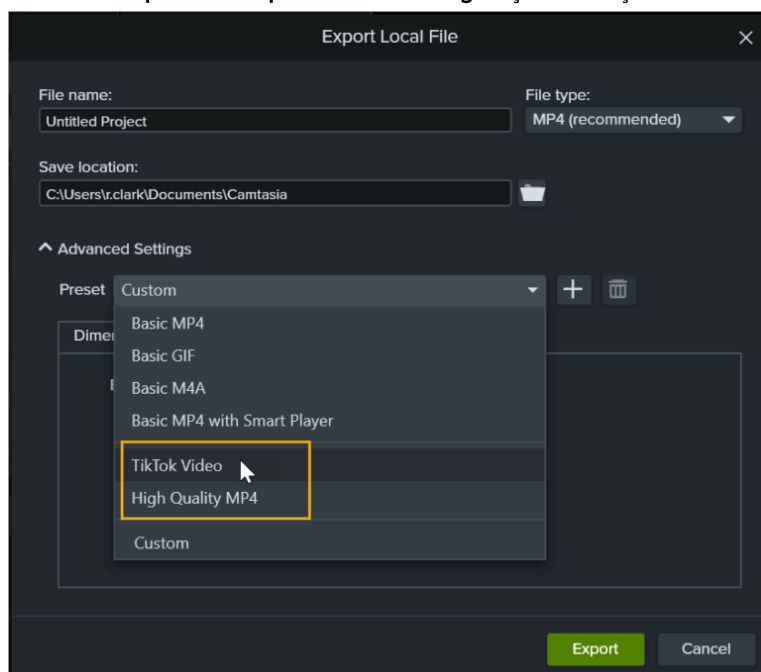 Export Local File
File name:
File type:
Untitled Project
MP4 (recommended)
Save location:
C:\Users\r.clark\Documents\Camtasia
Advanced Settings
Preset
Custom
Basic MP4
Basic GIF
Basic M4A
Basic MP4 with Smart Player
TikTok Video
High Quality MP4
Custom
Export
Cancel